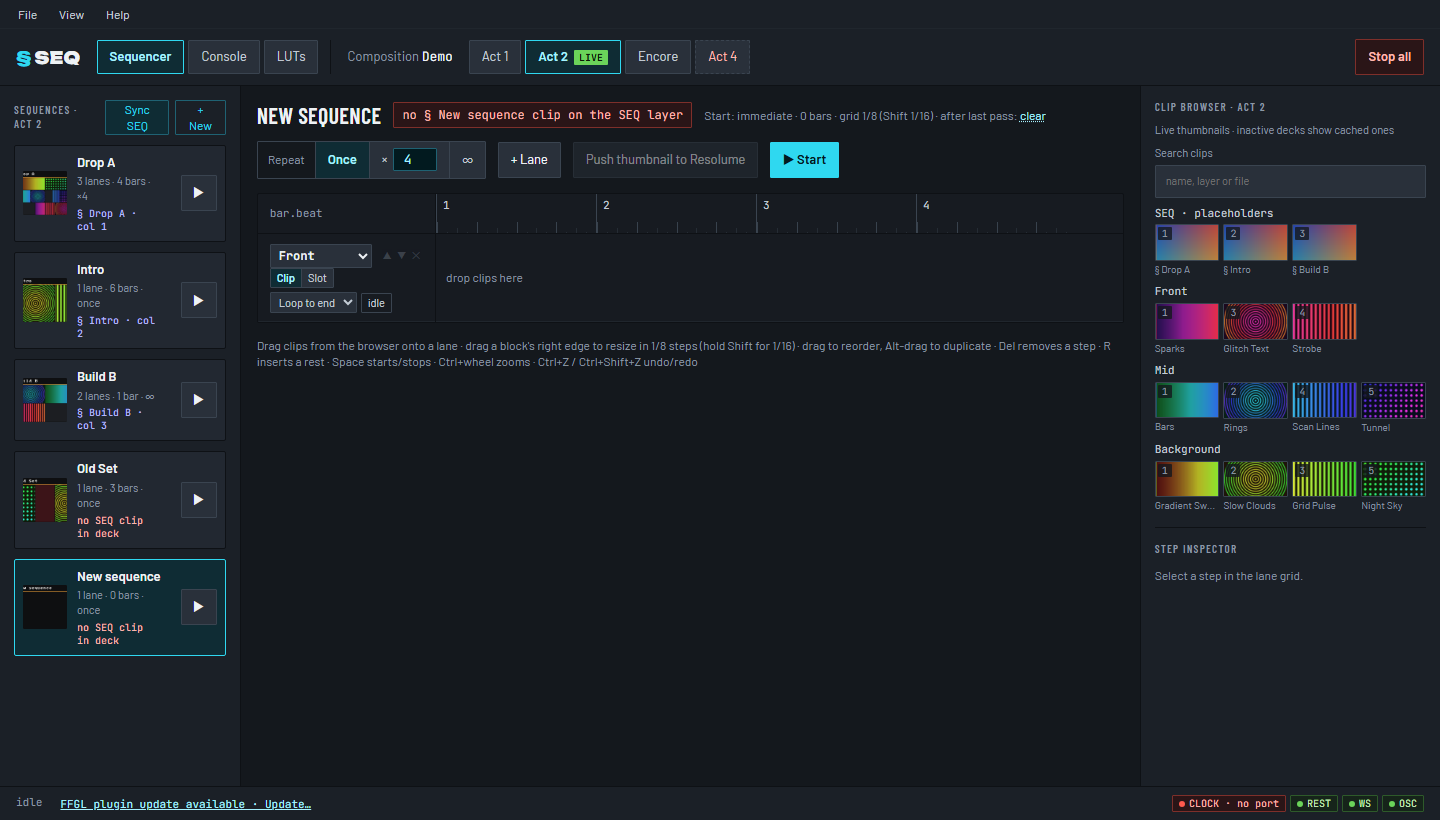 File View Help
§ SEQ Sequencer Console LUTs Composition Demo Act 1 Act 2 LIVE Encore Act 4 Stop all
SEQUENCES · ACT 2
Sync SEQ
+ New
Drop A
3 lanes · 4 bars · ×4
§ Drop A · col 1
Intro
1 lane · 6 bars · once
§ Intro · col 2
Build B
2 lanes · 1 bar · ∞
§ Build B · col 3
Old Set
1 lane · 3 bars · once
no SEQ clip in deck
New sequence
1 lane · 0 bars · once
no SEQ clip in deck
NEW SEQUENCE no § New sequence clip on the SEQ layer Start: immediate · 0 bars · grid 1/8 (Shift 1/16) · after last pass: clear
Repeat Once × 4 ∞ + Lane Push thumbnail to Resolume ▶ Start
bar.beat 1 2 3 4
Front ▲ ▼ ✕
Clip Slot
drop clips here
Loop to end idle
Drag clips from the browser onto a lane · drag a block's right edge to resize in 1/8 steps (hold Shift for 1/16) · drag to reorder, Alt-drag to duplicate · Del removes a step · R
inserts a rest · Space starts/stops · Ctrl+wheel zooms · Ctrl+Z / Ctrl+Shift+Z undo/redo
CLIP BROWSER · ACT 2
Live thumbnails · inactive decks show cached ones
Search clips
name, layer or file
SEQ · placeholders
1 2 3
§ Drop A § Intro § Build B
Front
1 3 4
Sparks Glitch Text Strobe
Mid
1 2 4 5
Bars Rings Scan Lines Tunnel
Background
1 2 3 5
Gradient Sw... Slow Clouds Grid Pulse Night Sky
STEP INSPECTOR
Select a step in the lane grid.
idle FFGL plugin update available · Update… CLOCK · no port REST WS OSC